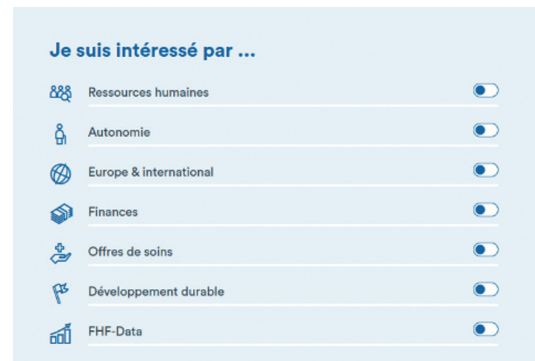 Je suis intéressé par ...
Ressources humaines
Autonomie
Europe & international
Finances
Offres de soins
Développement durable
FHF-Data